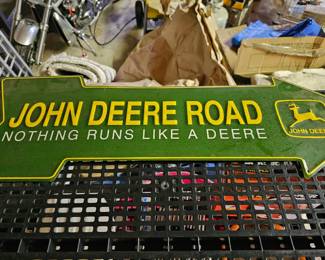 JOHN DEERE ROAD
NOTHING RUNS LIKE A DEERE
JOHN DEERE